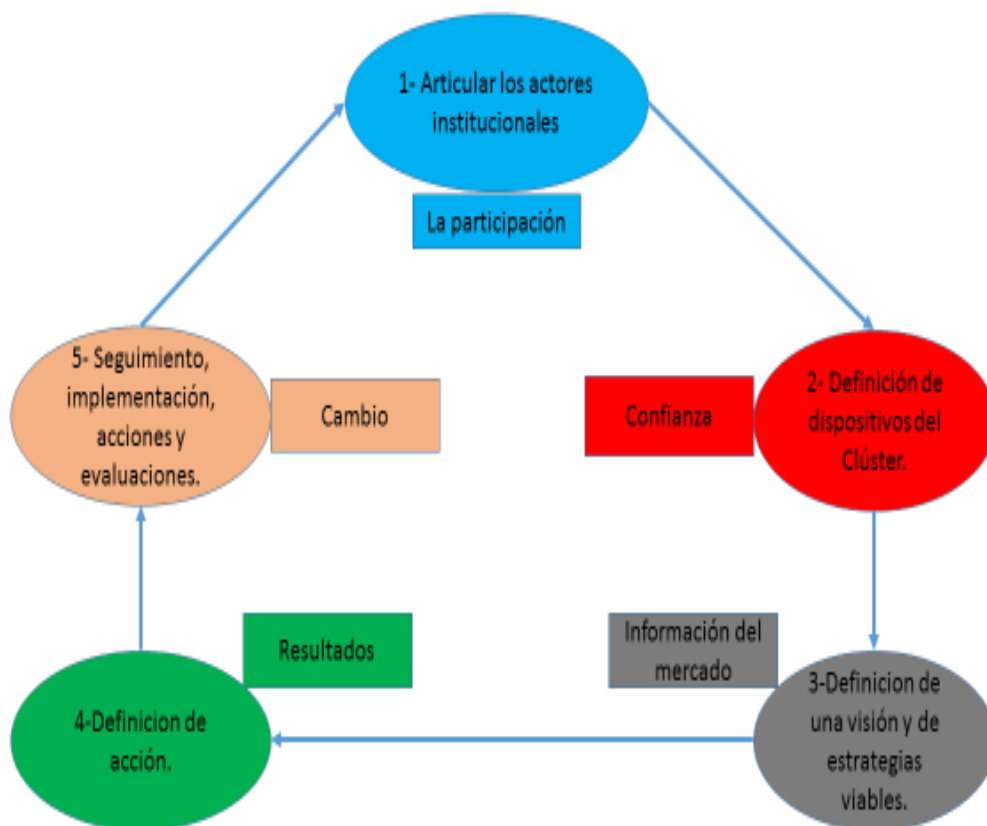 1- Articular los actores
institucionales
La participación
5- Seguimiento,
implementación,
acciones y
evaluaciones.
Cambio
Confianza
2- Definición de
dispositivos del
Clúster.
Resultados
Información del
mercado
4-Definicion de
acción.
3-Definicion de
una visión y de
estrategias
viables.